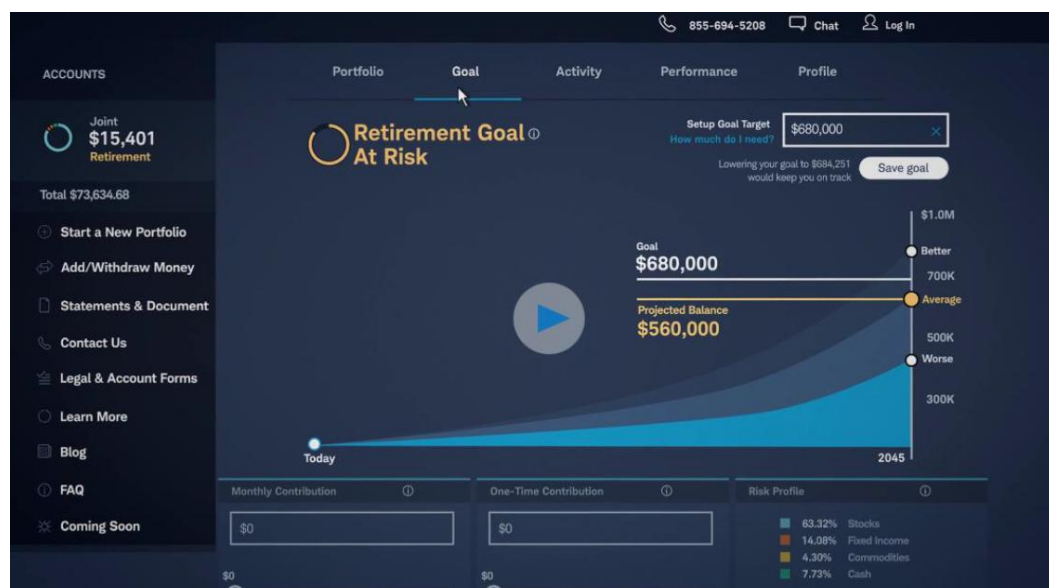 855-694-5208 Chat Log In
ACCOUNTS
Portfolio Goal Activity Performance Profile
Joint
$15,401
Retirement
Total $73,634.68
Start a New Portfolio
Add/Withdraw Money
Statements & Document
Contact Us
Legal & Account Forms
Learn More
Blog
FAQ
Coming Soon
Retirement Goal
At Risk
Setup Goal Target
How much do I need?
$680,000
Lowering your goal to $684,251
would keep you on track
Save goal
$1.0M
Better
Goal
$680,000
700K
Average
Projected Balance
$560,000
500K
Worse
300K
Today
2045
Monthly Contribution
$0
$0
One-Time Contribution
$0
$0
Risk Profile
63.32% Stocks
14.08% Fixed Income
4.30% Commodities
7.73% Cash